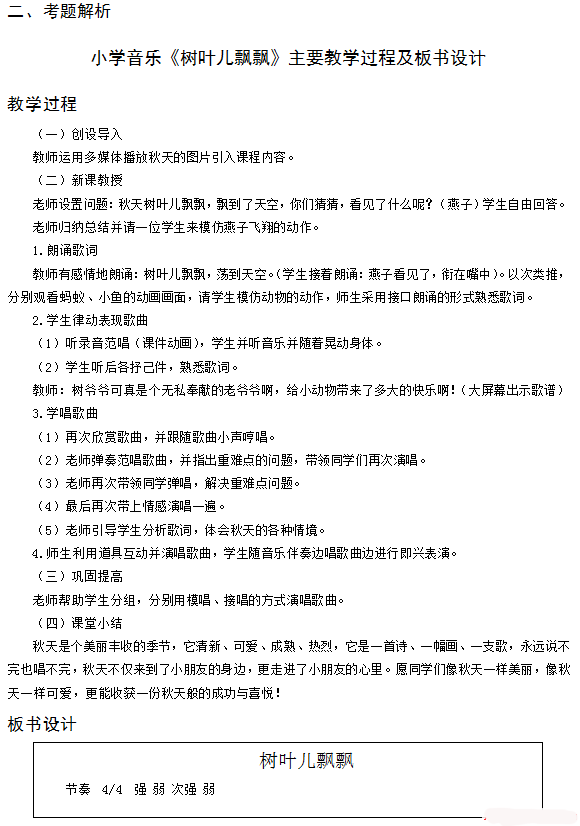 二、考题解析
小学音乐《树叶儿飘飘》主要教学过程及板书设计
教学过程
（一）创设导入
教师运用多媒体播放秋天的图片引入课程内容。
（二）新课教授
老师设置问题：秋天树叶儿飘飘，飘到了天空，你们猜猜，看见了什么呢？（燕子）学生自由回答。
老师归纳总结并请一位学生来模仿燕子飞翔的动作。
1.朗诵歌词
教师有感情地朗诵：树叶儿飘飘，荡到天空。（学生接着朗诵：燕子看见了，衔在嘴中）。以次类推，
分别观看蚂蚁、小鱼的动画画面，请学生模仿动物的动作，师生采用接口朗诵的形式熟悉歌词。
2.学生律动表现歌曲
（1）听录音范唱（课件动画），学生并听音乐并随着晃动身体。
（2）学生听后各抒己件，熟悉歌词。
教师：树爷爷可真是个无私奉献的老爷爷啊，给小动物带来了多大的快乐啊！（大屏幕出示歌谱）
3.学唱歌曲
（1）再次欣赏歌曲，并跟随歌曲小声哼唱。
（2）老师弹奏范唱歌曲，并指出重难点的问题，带领同学们再次演唱。
（3）老师再次带领同学弹唱，解决重难点问题。
（4）最后再次带上情感演唱一遍。
（5）老师引导学生分析歌词，体会秋天的各种情境。
4.师生利用道具互动并演唱歌曲，学生随音乐伴奏边唱歌曲边进行即兴表演。
（三）巩固提高
老师帮助学生分组，分别用模唱、接唱的方式演唱歌曲。
（四）课堂小结
秋天是个美丽丰收的季节，它清新、可爱、成熟、热烈，它是一首诗、一幅画、一支歌，永远说不
完也唱不完，秋天不仅来到了小朋友的身边，更走进了小朋友的心里。愿同学们像秋天一样美丽，像秋
天一样可爱，更能收获一份秋天般的成功与喜悦！
板书设计
树叶儿飘飘
节奏 4/4 强 弱 次强 弱